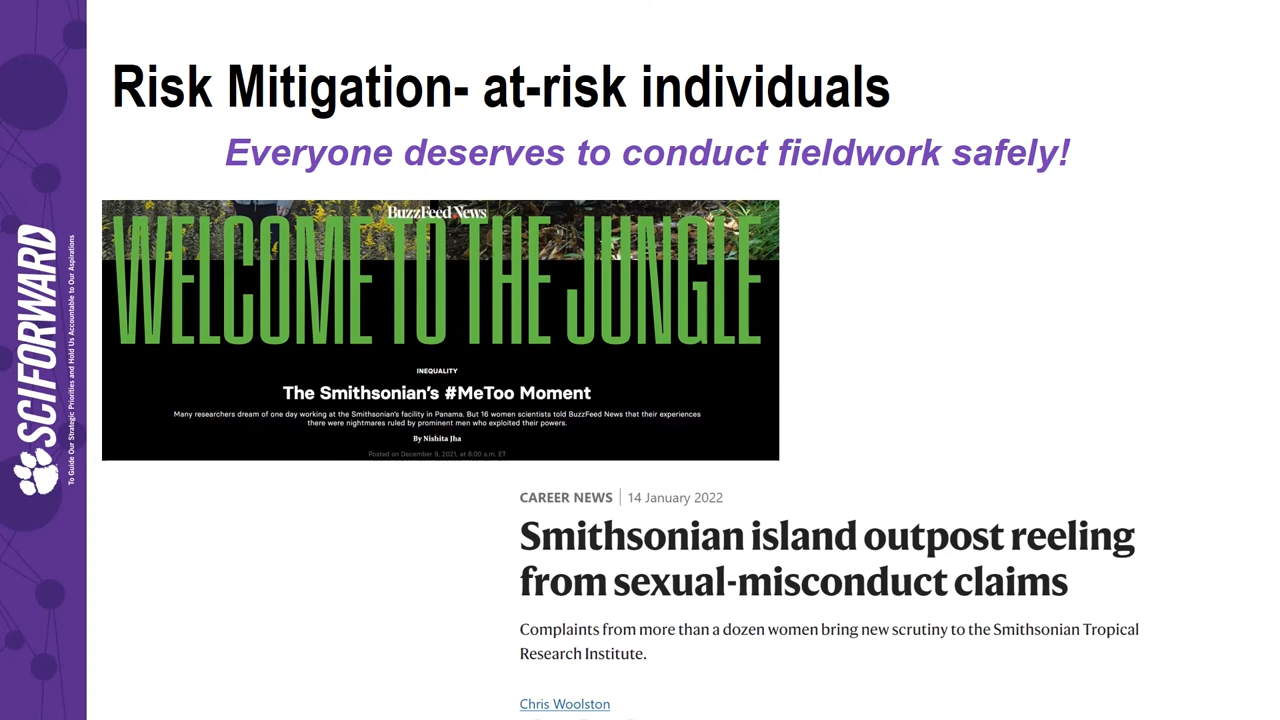 Risk Mitigation- at-risk individuals
Everyone deserves to conduct fieldwork safely!
BuzzFeed News
WELCOME TO THE JUNGLE
INEQUALITY
The Smithsonian's #MeToo Moment
Many researchers dream of one day working at the Smithsonian's facility in Panama. But 16 women scientists told BuzzFeed News that their experiences
there were nightmares ruled by prominent men who exploited their powers.
By Nishita Jha
Posted on December 9, 2021, at 8:00 a.m. ET
CAREER NEWS | 14 January 2022
Smithsonian island outpost reeling
from sexual-misconduct claims
Complaints from more than a dozen women bring new scrutiny to the Smithsonian Tropical
Research Institute.
Chris Woolston
SCIFORWARD
To Guide Our Strategic Priorities and Hold Us Accountable to Our Aspirations